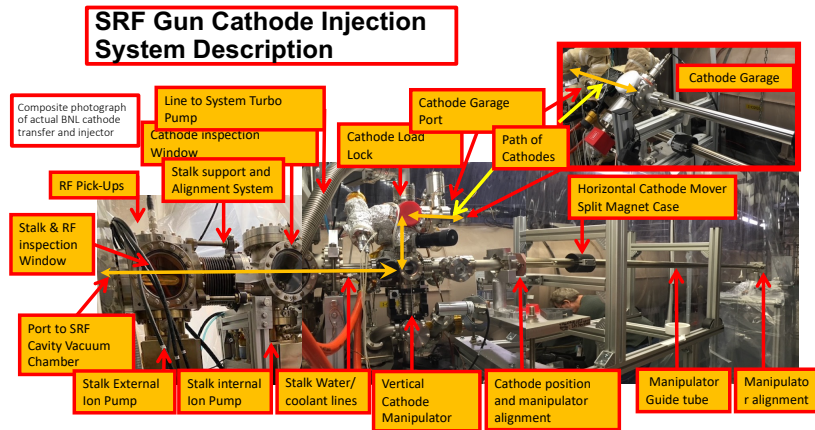 SRF Gun Cathode Injection
System Description
Composite photograph
of actual BNL cathode
transfer and injector
Line to System Turbo
Pump
Cathode inspection
Window
Stalk support and
Alignment System
RF Pick-Ups
Stalk & RF
inspection
Window
Port to SRF
Cavity Vacuum
Chamber
Cathode Load
Lock
Cathode Garage
Port
Path of
Cathodes
Cathode Garage
Horizontal Cathode Mover
Split Magnet Case
Stalk External
Ion Pump
Stalk internal
Ion Pump
Stalk Water/
coolant lines
Vertical
Cathode
Manipulator
Cathode position
and manipulator
alignment
Manipulator
Guide tube
Manipulato
r alignment